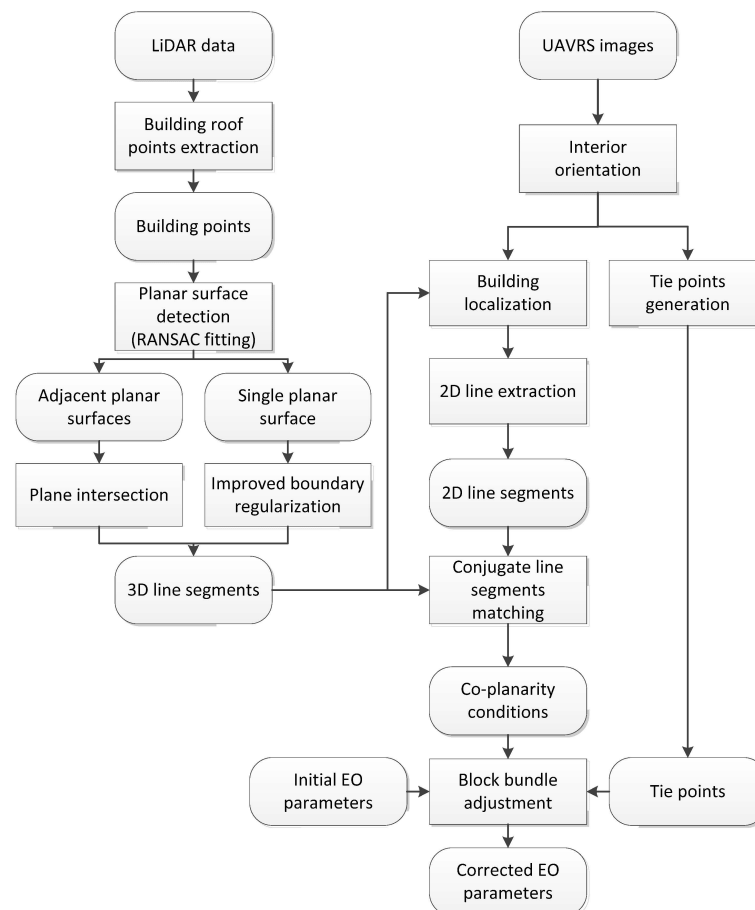 LiDAR data
Building roof
points extraction
Building points
Planar surface
detection
(RANSAC fitting)
Adjacent planar
surfaces
Single planar
surface
Plane intersection
Improved boundary
regularization
3D line segments
UAVRS images
Interior
orientation
Building
localization
Tie points
generation
2D line extraction
2D line segments
Conjugate line
segments
matching
Co-planarity
conditions
Initial EO
parameters
Block bundle
adjustment
Tie points
Corrected EO
parameters